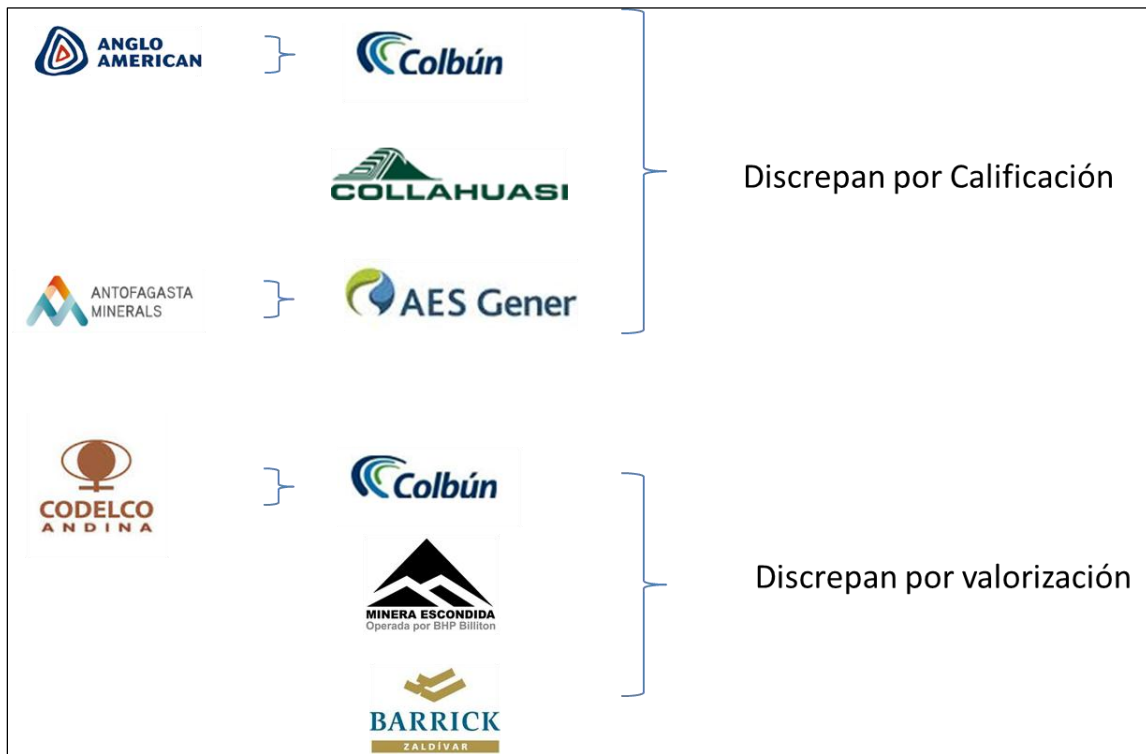 ANGLO
AMERICAN
Colbún
COLLAHUASI
Discrepan por Calificación
ANTOFAGASTA
MINERALS
AES Gener
CODELCO
ANDINA
Colbún
MINERA ESCONDIDA
Operada por BHP Billiton
Discrepan por valorización
BARRICK
ZALDÍVAR